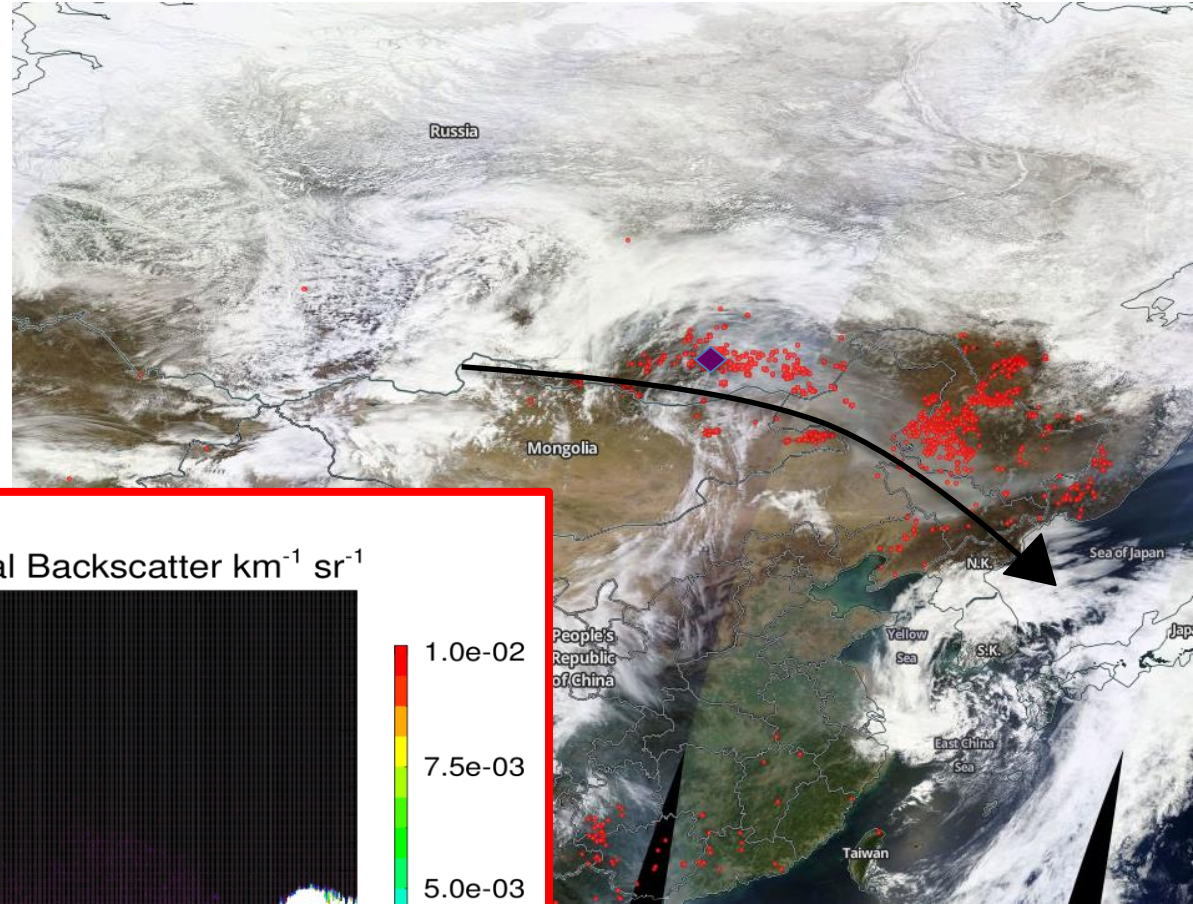 Russia
Mongolia
N.K.
Sea of Japan
al Backscatter km⁻¹ sr⁻¹
1.0e-02
7.5e-03
5.0e-03
People's
Republic
of China
Yellow
Sea
S.K.
Jap
East China
Sea
Taiwan